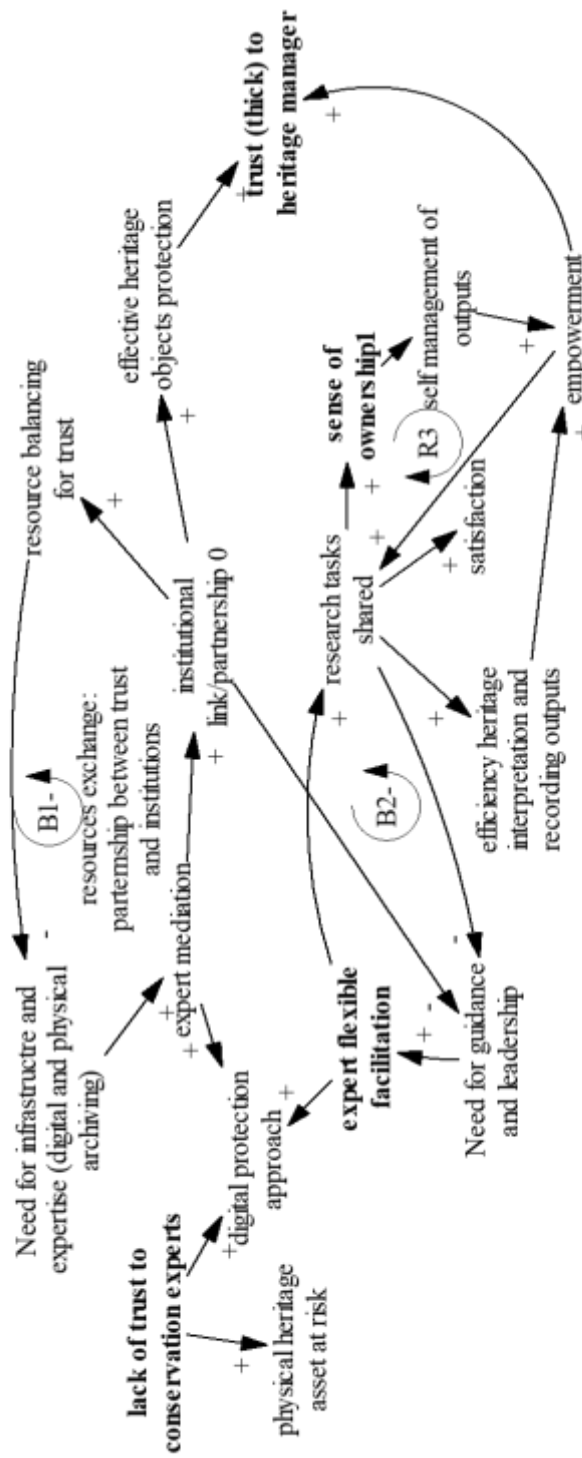 Need for infrastructre and
expertise (digital and physical
archiving)
-
B1-
resources exchange:
parternship between trust
and institutions
resource balancing
for trust
+
+
expert mediation
+
+
institutional
link/partnership 0
+
effective heritage
objects protection
+
trust (thick) to
heritage manager
+
lack of trust to
conservation experts
+
digital protection
approach
+
+
physical heritage
asset at risk
expert flexible
facilitation
+
-
Need for guidance
and leadership
-
B2-
+
research tasks
shared
+
+
sense of
ownership1
R3
self management of
outputs
+
+
satisfaction
+
efficiency heritage
interpretation and
recording outputs
+
empowerment